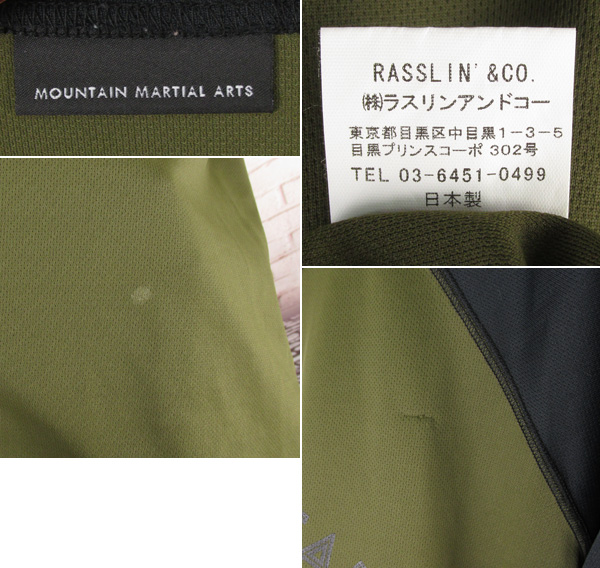 MOUNTAIN MARTIAL ARTS
RASSLIN' &CO.
㈱ラスリンアンドコー
東京都目黒区中目黒1-3-5
目黒プリンスコーポ 302号
TEL 03-6451-0499
日本製